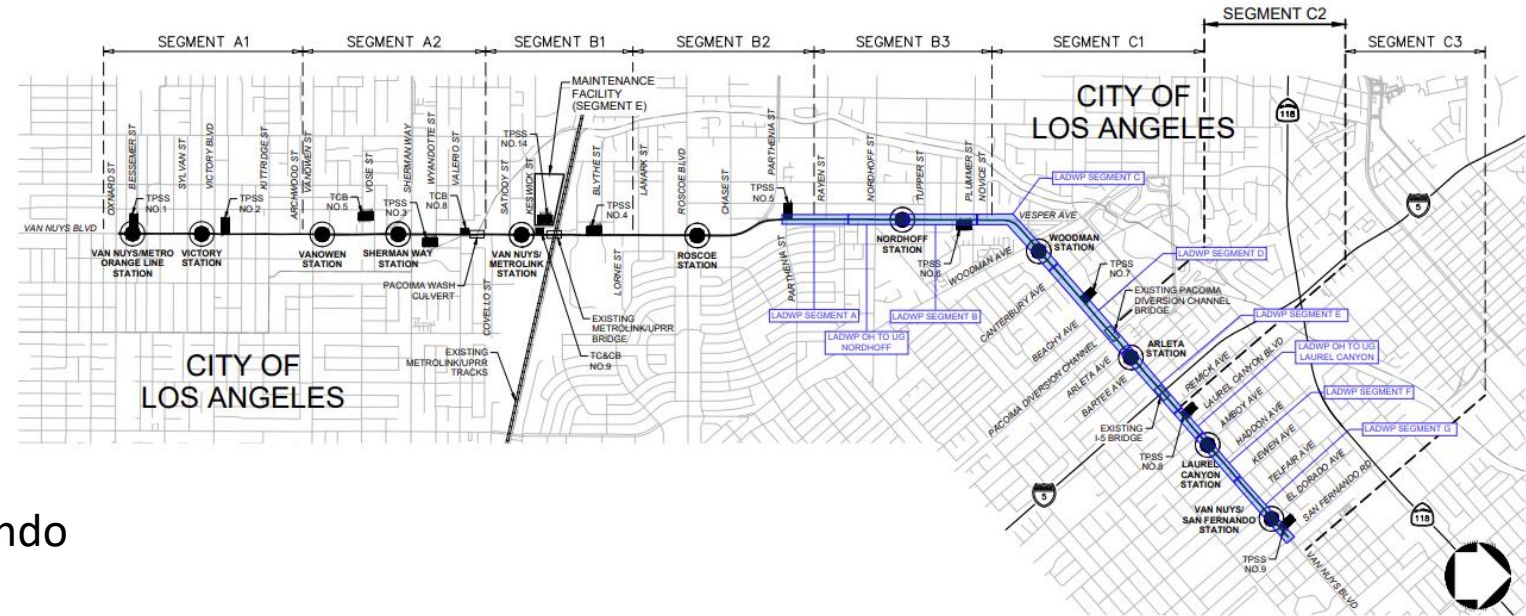 SEGMENT C2
SEGMENT A1
SEGMENT A2
SEGMENT B1
SEGMENT B2
SEGMENT B3
SEGMENT C1
SEGMENT C3
MAINTENANCE
FACILITY
(SEGMENT E)
CITY OF
LOS ANGELES
118
5
OXNARD ST
BESSEMER ST
SYLVAN ST
VICTORY BLVD
KITTRIDGE ST
ARCHWOOD ST
VANOWEN ST
VOSE ST
SHERMAN WAY
WYANDOTTE ST
VALERIO ST
SATICOY ST
KESWICK ST
BLYTHE ST
LANARK ST
ROSCOE BLVD
CHASE ST
PARTHENIA ST
RAYEN ST
NORDHOFF ST
TUPPER ST
PLUMMER ST
NOVICE ST
TPSS
NO.1
TPSS
NO.2
TCB
NO.5
TPSS
NO.3
TCB
NO.8
TPSS
NO.14
TPSS
NO.4
TPSS
NO.5
LADWP SEGMENT C
VESPER AVE
VAN NUYS BLVD
VAN NUYS/METRO
ORANGE LINE
STATION
VICTORY
STATION
VANOWEN
STATION
SHERMAN WAY
STATION
VAN NUYS/
METROLINK
STATION
ROSCOE
STATION
NORDHOFF
STATION
TPSS
NO.6
WOODMAN AVE
WOODMAN
STATION
TPSS
NO.7
LADWP SEGMENT D
PACOIMA WASH
CULVERT
COVELLO ST
LORNE ST
PARTHENIA ST
EXISTING PACOIMA
DIVERSION CHANNEL
BRIDGE
LADWP SEGMENT A
LADWP OH TO UG
NORDHOFF
LADWP SEGMENT B
CANTERBURY AVE
BEACHY AVE
PACOIMA DIVERSION CHANNEL
ARLETA AVE
BARTEE AVE
ARLETA
STATION
LADWP SEGMENT E
EXISTING
METROLINK/UPRR
BRIDGE
TC&CB
NO.9
EXISTING
METROLINK/UPRR
TRACKS
CITY OF
LOS ANGELES
REMICK AVE
LAUREL CANYON BLVD
LADWP OH TO UG
LAUREL CANYON
AMBOY AVE
HADDON AVE
LADWP SEGMENT F
EXISTING
I-5 BRIDGE
TPSS
NO.8
KEWEN AVE
TELFAIR AVE
LADWP SEGMENT G
LAUREL
CANYON
STATION
EL DORADO AVE
SAN FERNANDO RD
5
VAN NUYS/
SAN FERNANDO
STATION
TPSS
NO.9
VAN NUYS BLVD
118
ndo